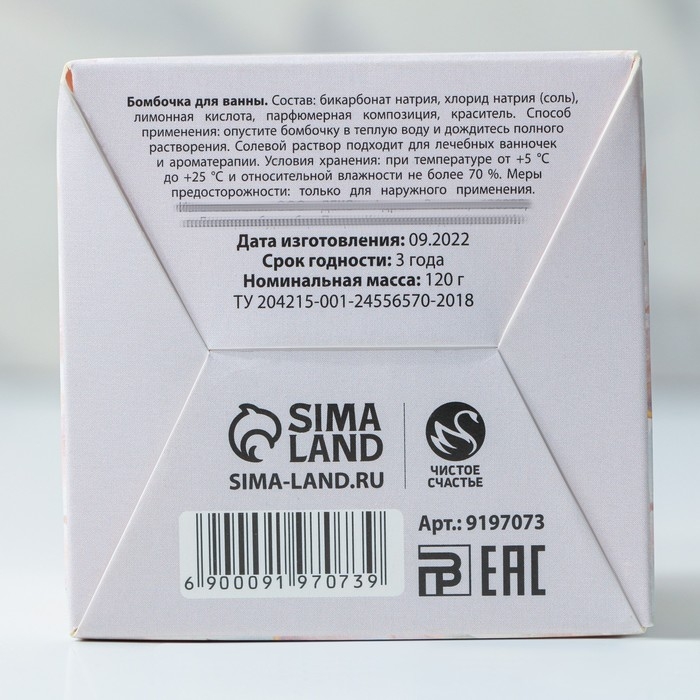 Бомбочка для ванны. Состав: бикарбонат натрия, хлорид натрия (соль),
лимонная кислота, парфюмерная композиция, краситель. Способ
применения: опустите бомбочку в теплую воду и дождитесь полного
растворения. Солевой раствор подходит для лечебных ванночек
и ароматерапии. Условия хранения: при температуре от +5 °C
до +25 °C и относительной влажности не более 70 %. Меры
предосторожности: только для наружного применения.
Дата изготовления: 09.2022
Срок годности: 3 года
Номинальная масса: 120 г
ТУ 204215-001-24556570-2018
SIMA
LAND
SIMA-LAND.RU
ЧИСТОЕ
СЧАСТЬЕ
Арт.: 9197073
6 900091 970739
EAC